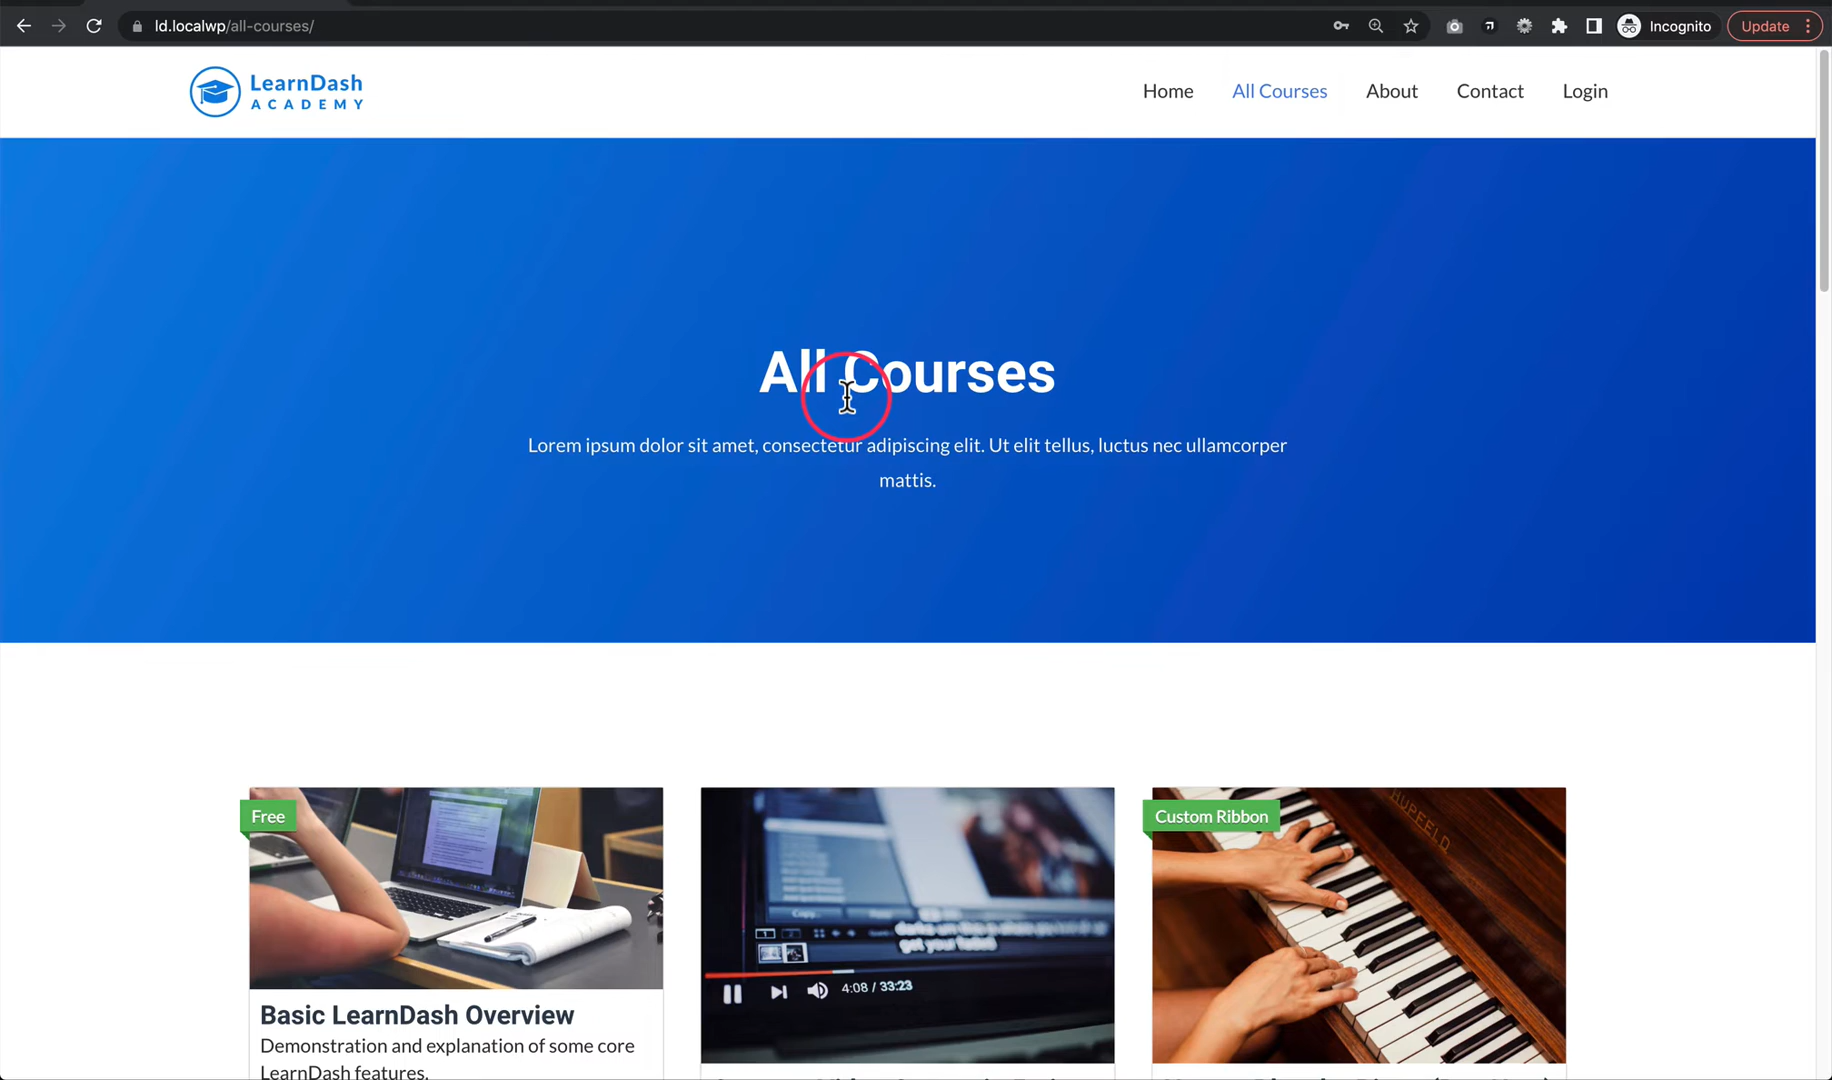 ld.localwp/all-courses/
Incognito
Update
LearnDash
ACADEMY
Home
All Courses
About
Contact
Login
All Courses
Lorem ipsum dolor sit amet, consectetur adipiscing elit. Ut elit tellus, luctus nec ullamcorper
mattis.
Free
Custom Ribbon
HUPFELD
4:08 / 33:23
Basic LearnDash Overview
Demonstration and explanation of some core
LearnDash features.